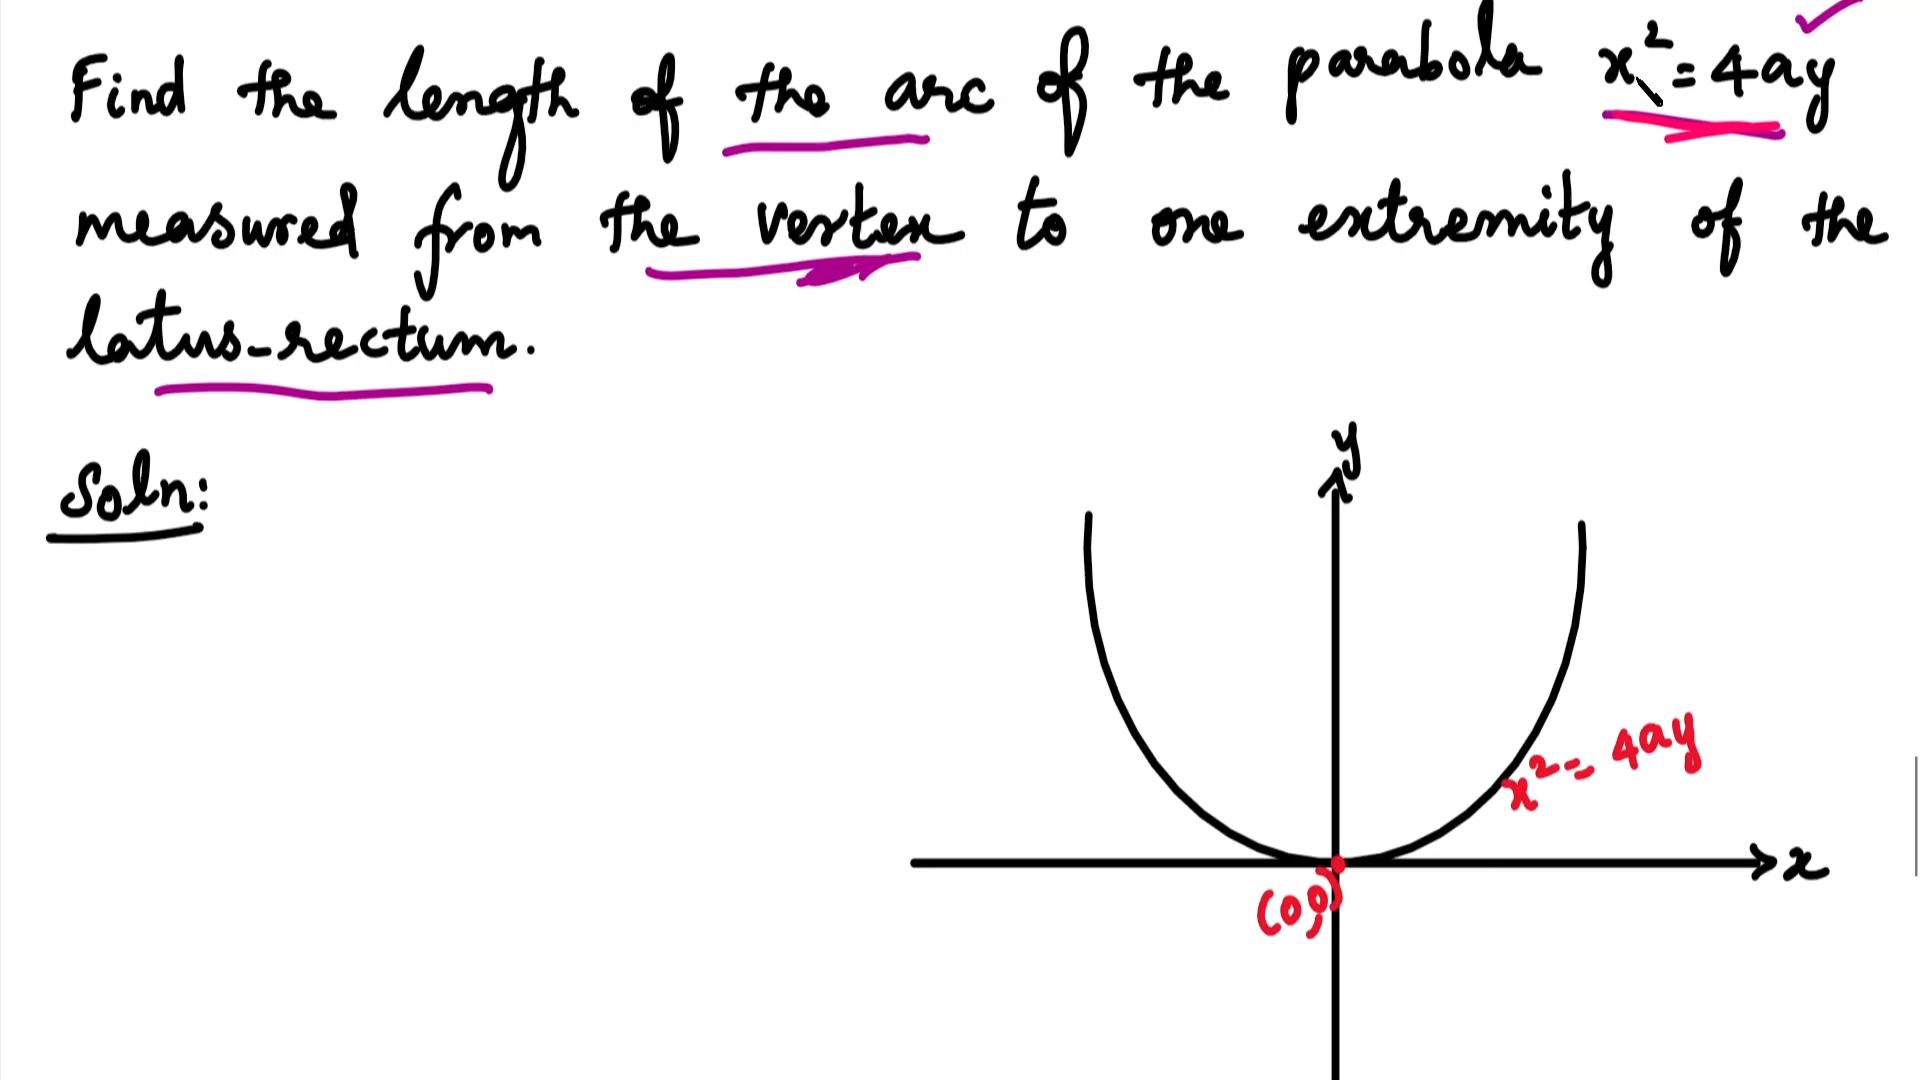 Find the length of the arc of the parabola x² = 4ay
measured from the vertex to one extremity of the
latus-rectum.
Soln:
y
x² = 4ay
x
(0,0)